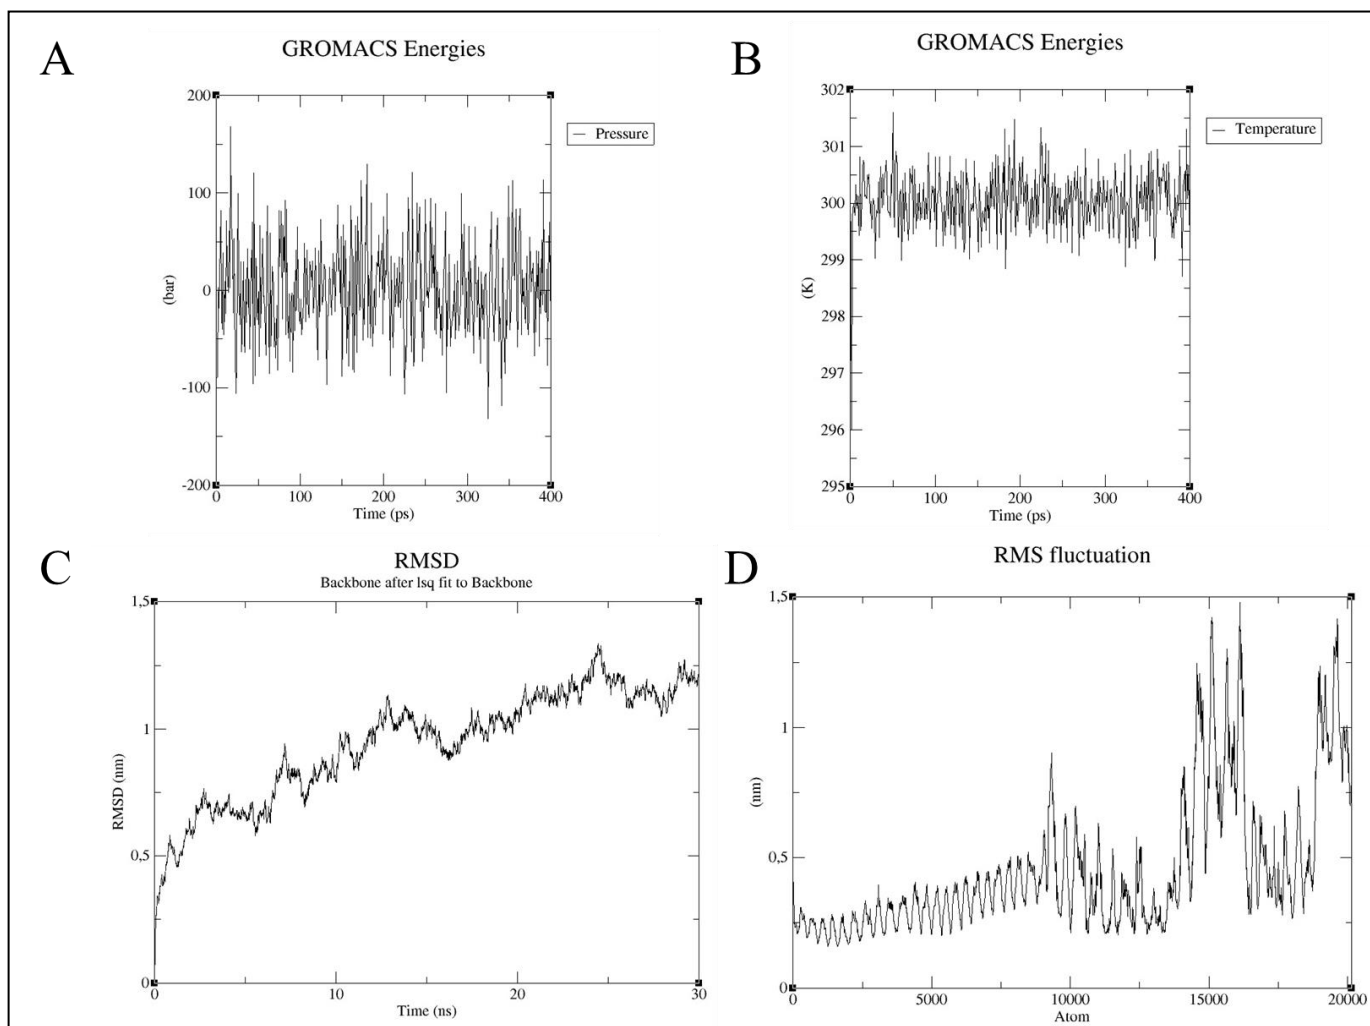 A
GROMACS Energies
200
100
0
-100
-200
(bar)
0 100 200 300 400
Time (ps)
Pressure
B
GROMACS Energies
302
301
300
299
298
297
296
295
(K)
0 100 200 300 400
Time (ps)
Temperature
C
RMSD
Backbone after lsq fit to Backbone
1,5
1
0,5
0
RMSD (nm)
0 10 20 30
Time (ns)
D
RMS fluctuation
1,5
1
0,5
0
(nm)
0 5000 10000 15000 20000
Atom